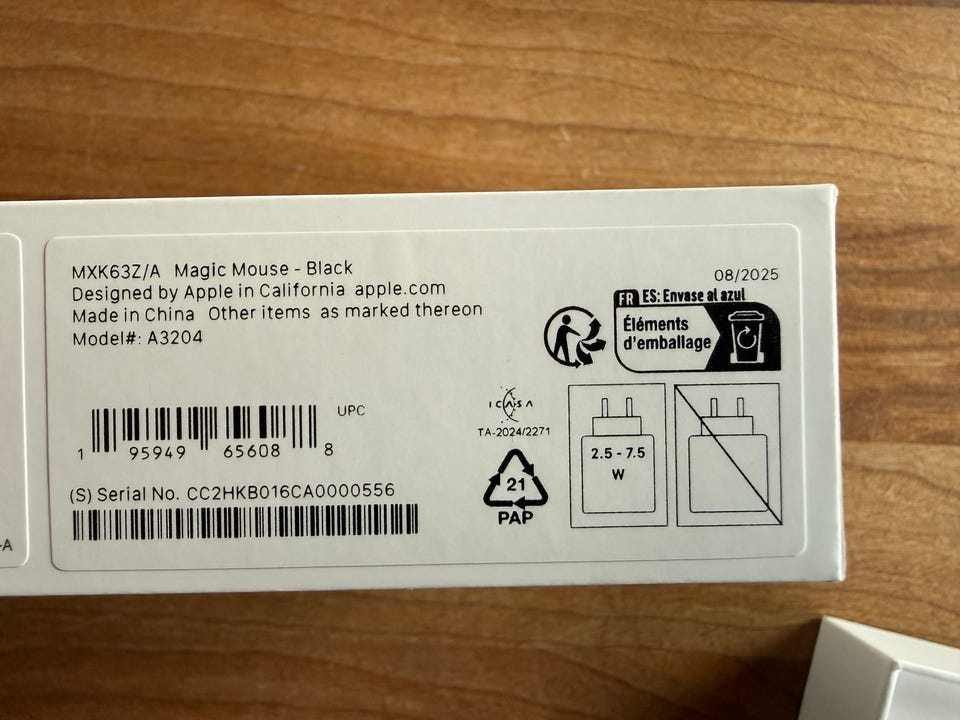 MXK63Z/A Magic Mouse - Black
Designed by Apple in California apple.com
Made in China Other items as marked thereon
Model#: A3204
08/2025
FR ES: Envase al azul
Éléments
d'emballage
UPC
1 95949 65608 8
(S) Serial No. CC2HKB016CA0000556
ICASA
TA-2024/2271
21
PAP
2.5 - 7.5
W
-A